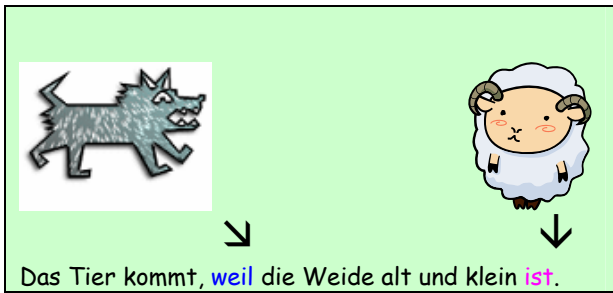 Das Tier kommt, weil die Weide alt und klein ist.